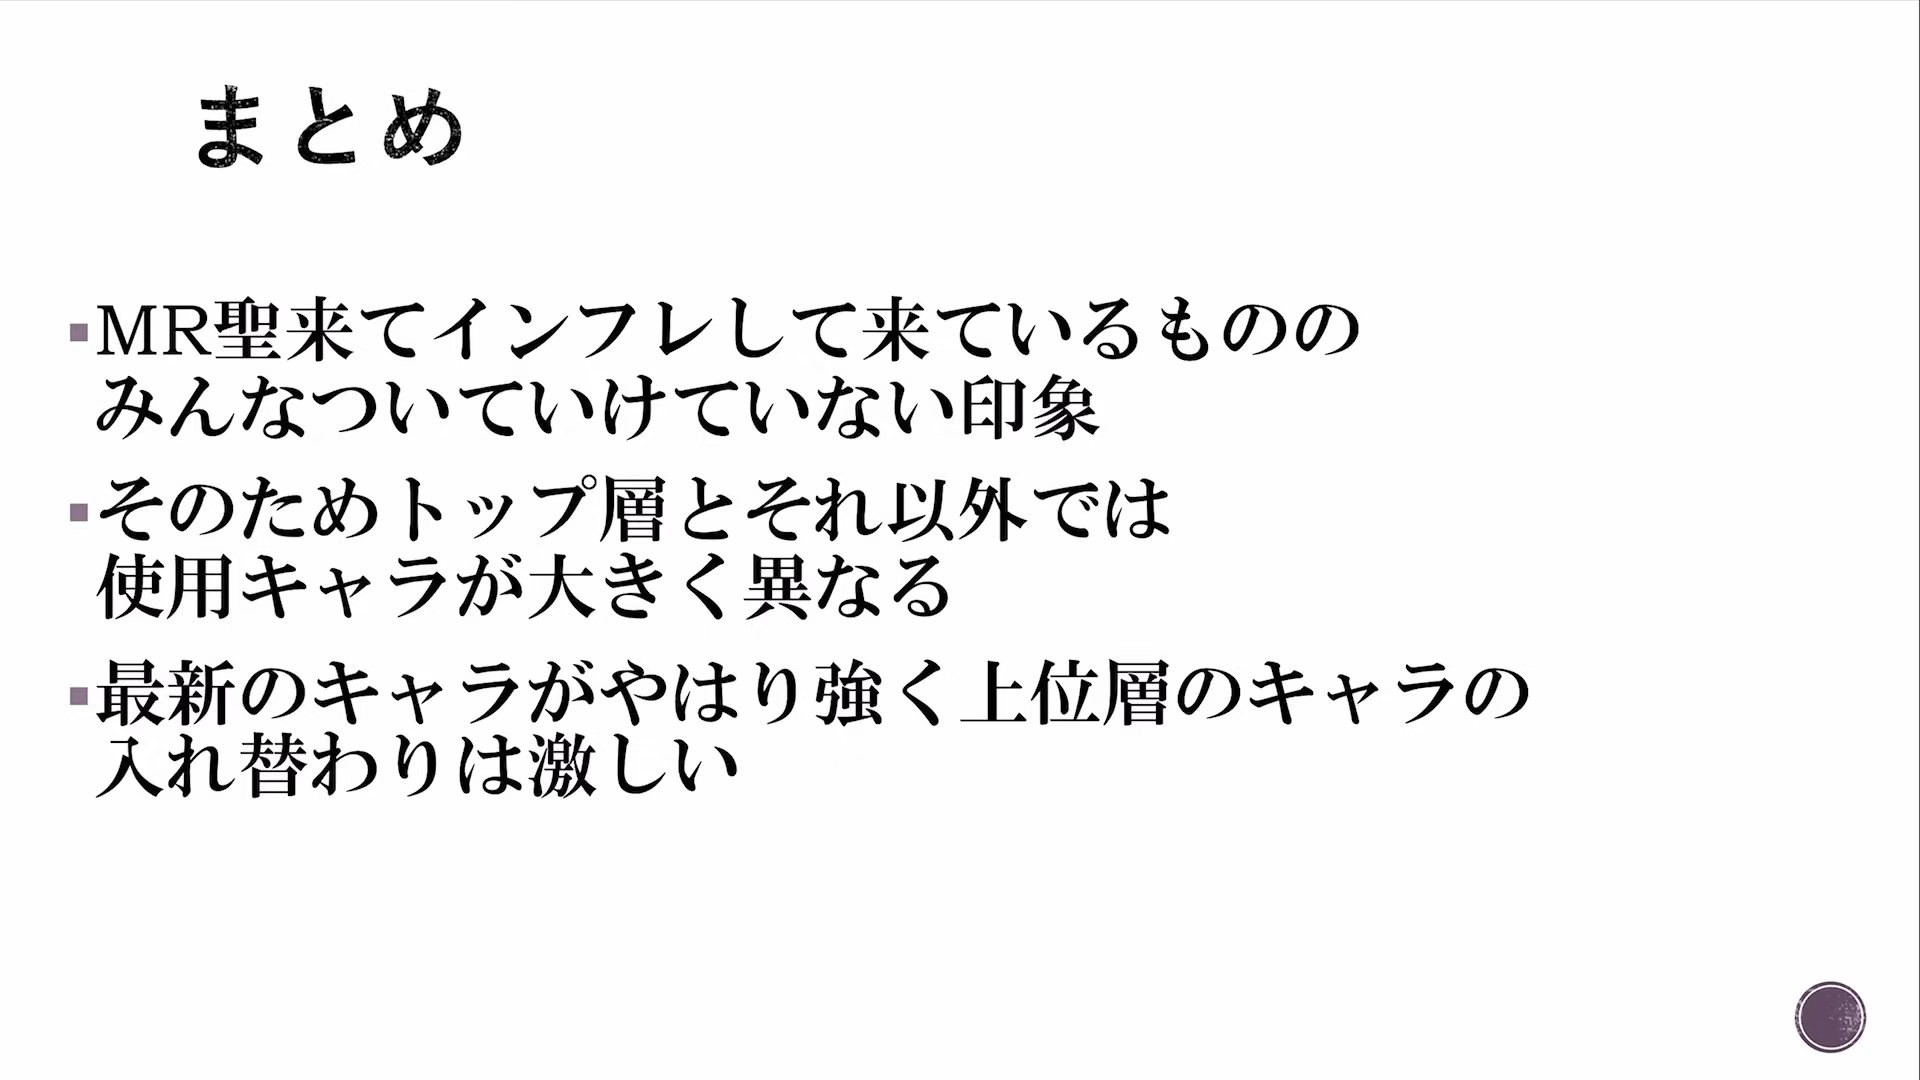 まとめ
MR聖来てインフレして来ているものの
みんなついていけていない印象
そのためトップ層とそれ以外では
使用キャラが大きく異なる
最新のキャラがやはり強く上位層のキャラの
入れ替わりは激しい